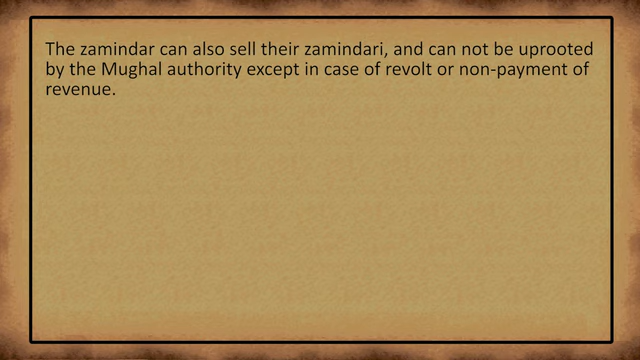 The zamindar can also sell their zamindari, and can not be uprooted
by the Mughal authority except in case of revolt or non-payment of
revenue.